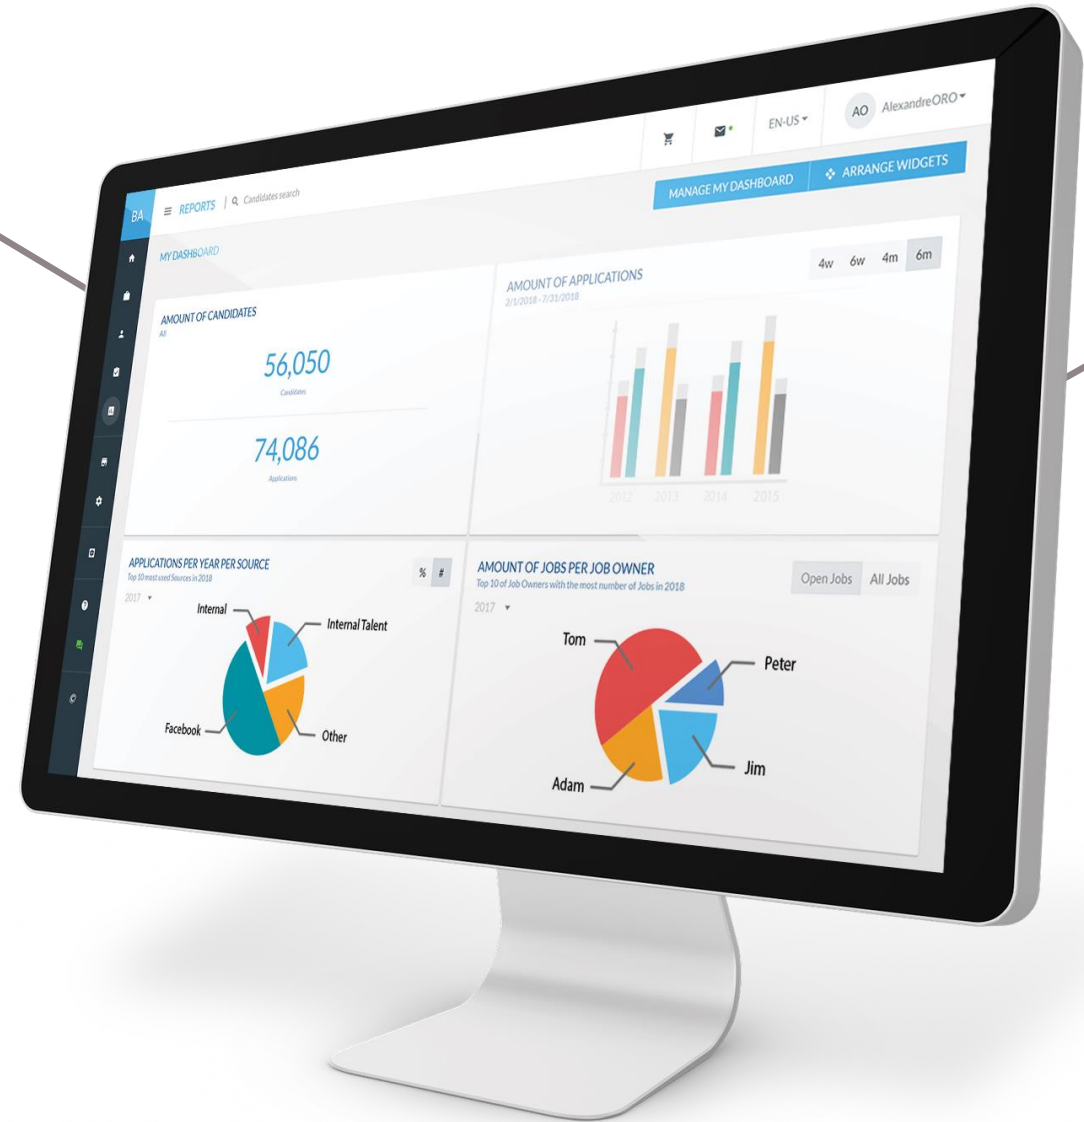 BA
REPORTS
Candidates search
EN-US
AO
AlexandreORO
MY DASHBOARD
MANAGE MY DASHBOARD
ARRANGE WIDGETS
AMOUNT OF CANDIDATES
All
56,050
Candidates
74,086
Applications
AMOUNT OF APPLICATIONS
2/1/2018 - 7/31/2018
4w 6w 4m 6m
2012 2013 2014 2015
APPLICATIONS PER YEAR PER SOURCE
Top 10 most used Sources in 2018
% #
2017
Internal
Internal Talent
Facebook
Other
AMOUNT OF JOBS PER JOB OWNER
Top 10 of Job Owners with the most number of Jobs in 2018
Open Jobs All Jobs
2017
Tom
Peter
Adam
Jim